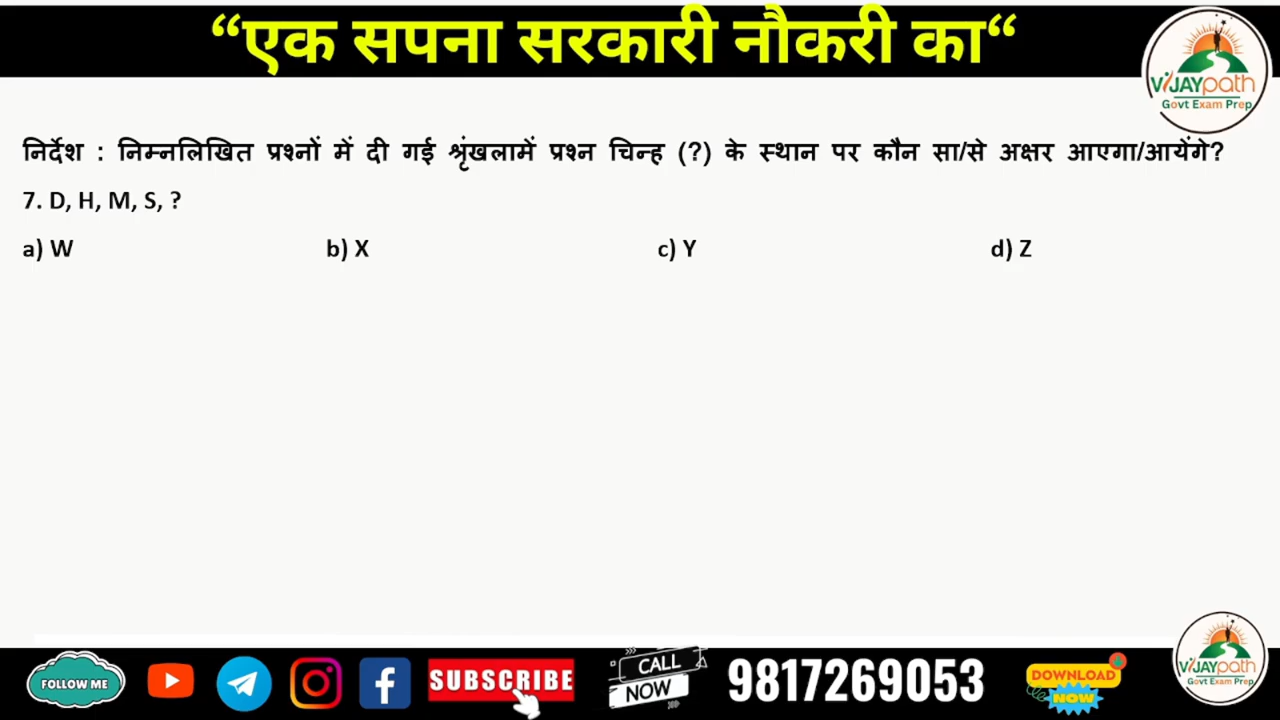 “एक सपना सरकारी नौकरी का“
VIJAYpath
Govt Exam Prep
निर्देश : निम्नलिखित प्रश्नों में दी गई श्रृंखलामें प्रश्न चिन्ह (?) के स्थान पर कौन सा/से अक्षर आएगा/आयेंगे?
7. D, H, M, S, ?
a) W b) X c) Y d) Z
VIJAYpath
Govt Exam Prep
FOLLOW ME
SUBSCRIBE
CALL
NOW
9817269053
DOWNLOAD
NOW